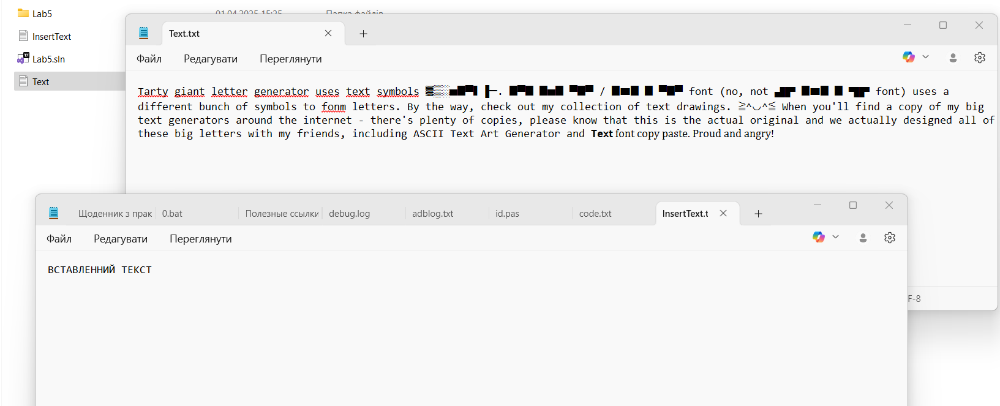 Lab5
01.04.2025 15:25
Папка файлів
InsertText
Lab5.sln
Text
Text.txt
Файл Редагувати Переглянути
Tarty giant letter generator uses text symbols ▓▒░▄█▀▌▐─. █▀█ █▄█ ▀█▀ / █▀█ █ ▀█▀ font (no, not ▄█▀ █▀█ █ ▀█▀ font) uses a
different bunch of symbols to fonm letters. By the way, check out my collection of text drawings. ≧^◡^≦ When you'll find a copy of my big
text generators around the internet - there's plenty of copies, please know that this is the actual original and we actually designed all of
these big letters with my friends, including ASCII Text Art Generator and Text font copy paste. Proud and angry!
F-8
Щоденник з прак 0.bat Полезные ссылки debug.log adblog.txt id.pas code.txt InsertText.t
Файл Редагувати Переглянути
ВСТАВЛЕННИЙ ТЕКСТ